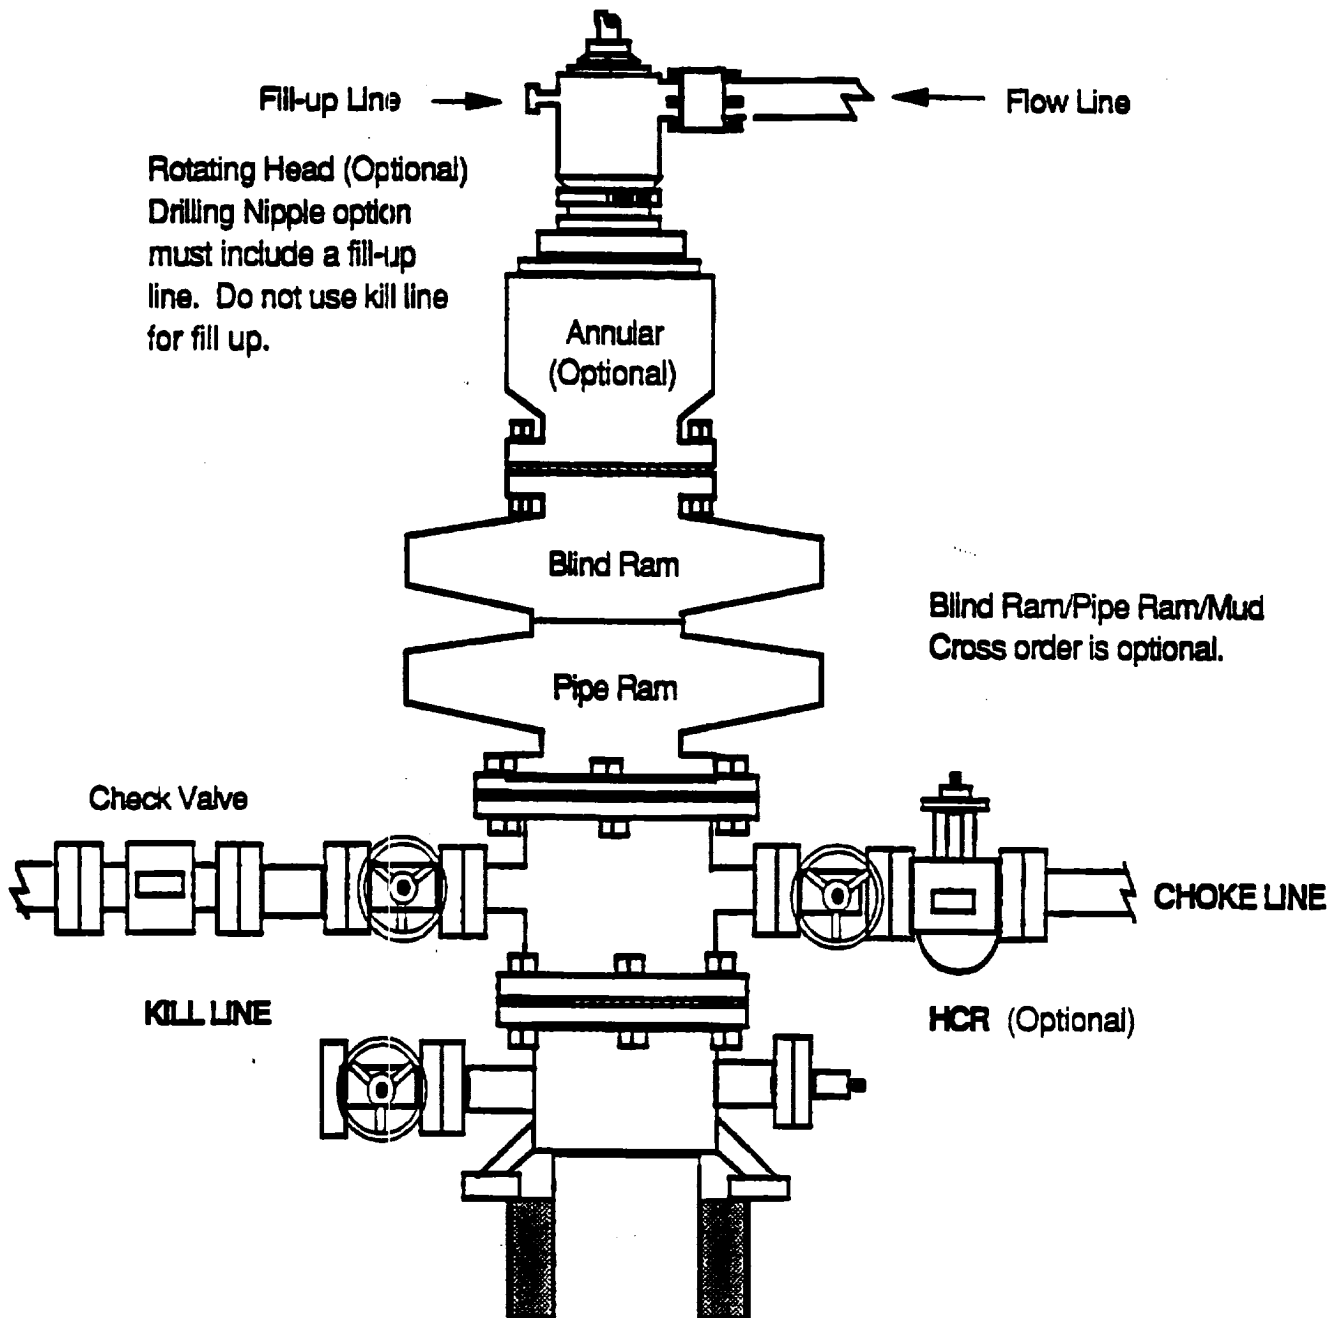 Fill-up Line
Flow Line
Rotating Head (Optional)
Drilling Nipple option
must include a fill-up
line.  Do not use kill line
for fill up.
Annular
(Optional)
Blind Ram
Blind Ram/Pipe Ram/Mud
Cross order is optional.
Pipe Ram
Check Valve
CHOKE LINE
KILL LINE
HCR (Optional)